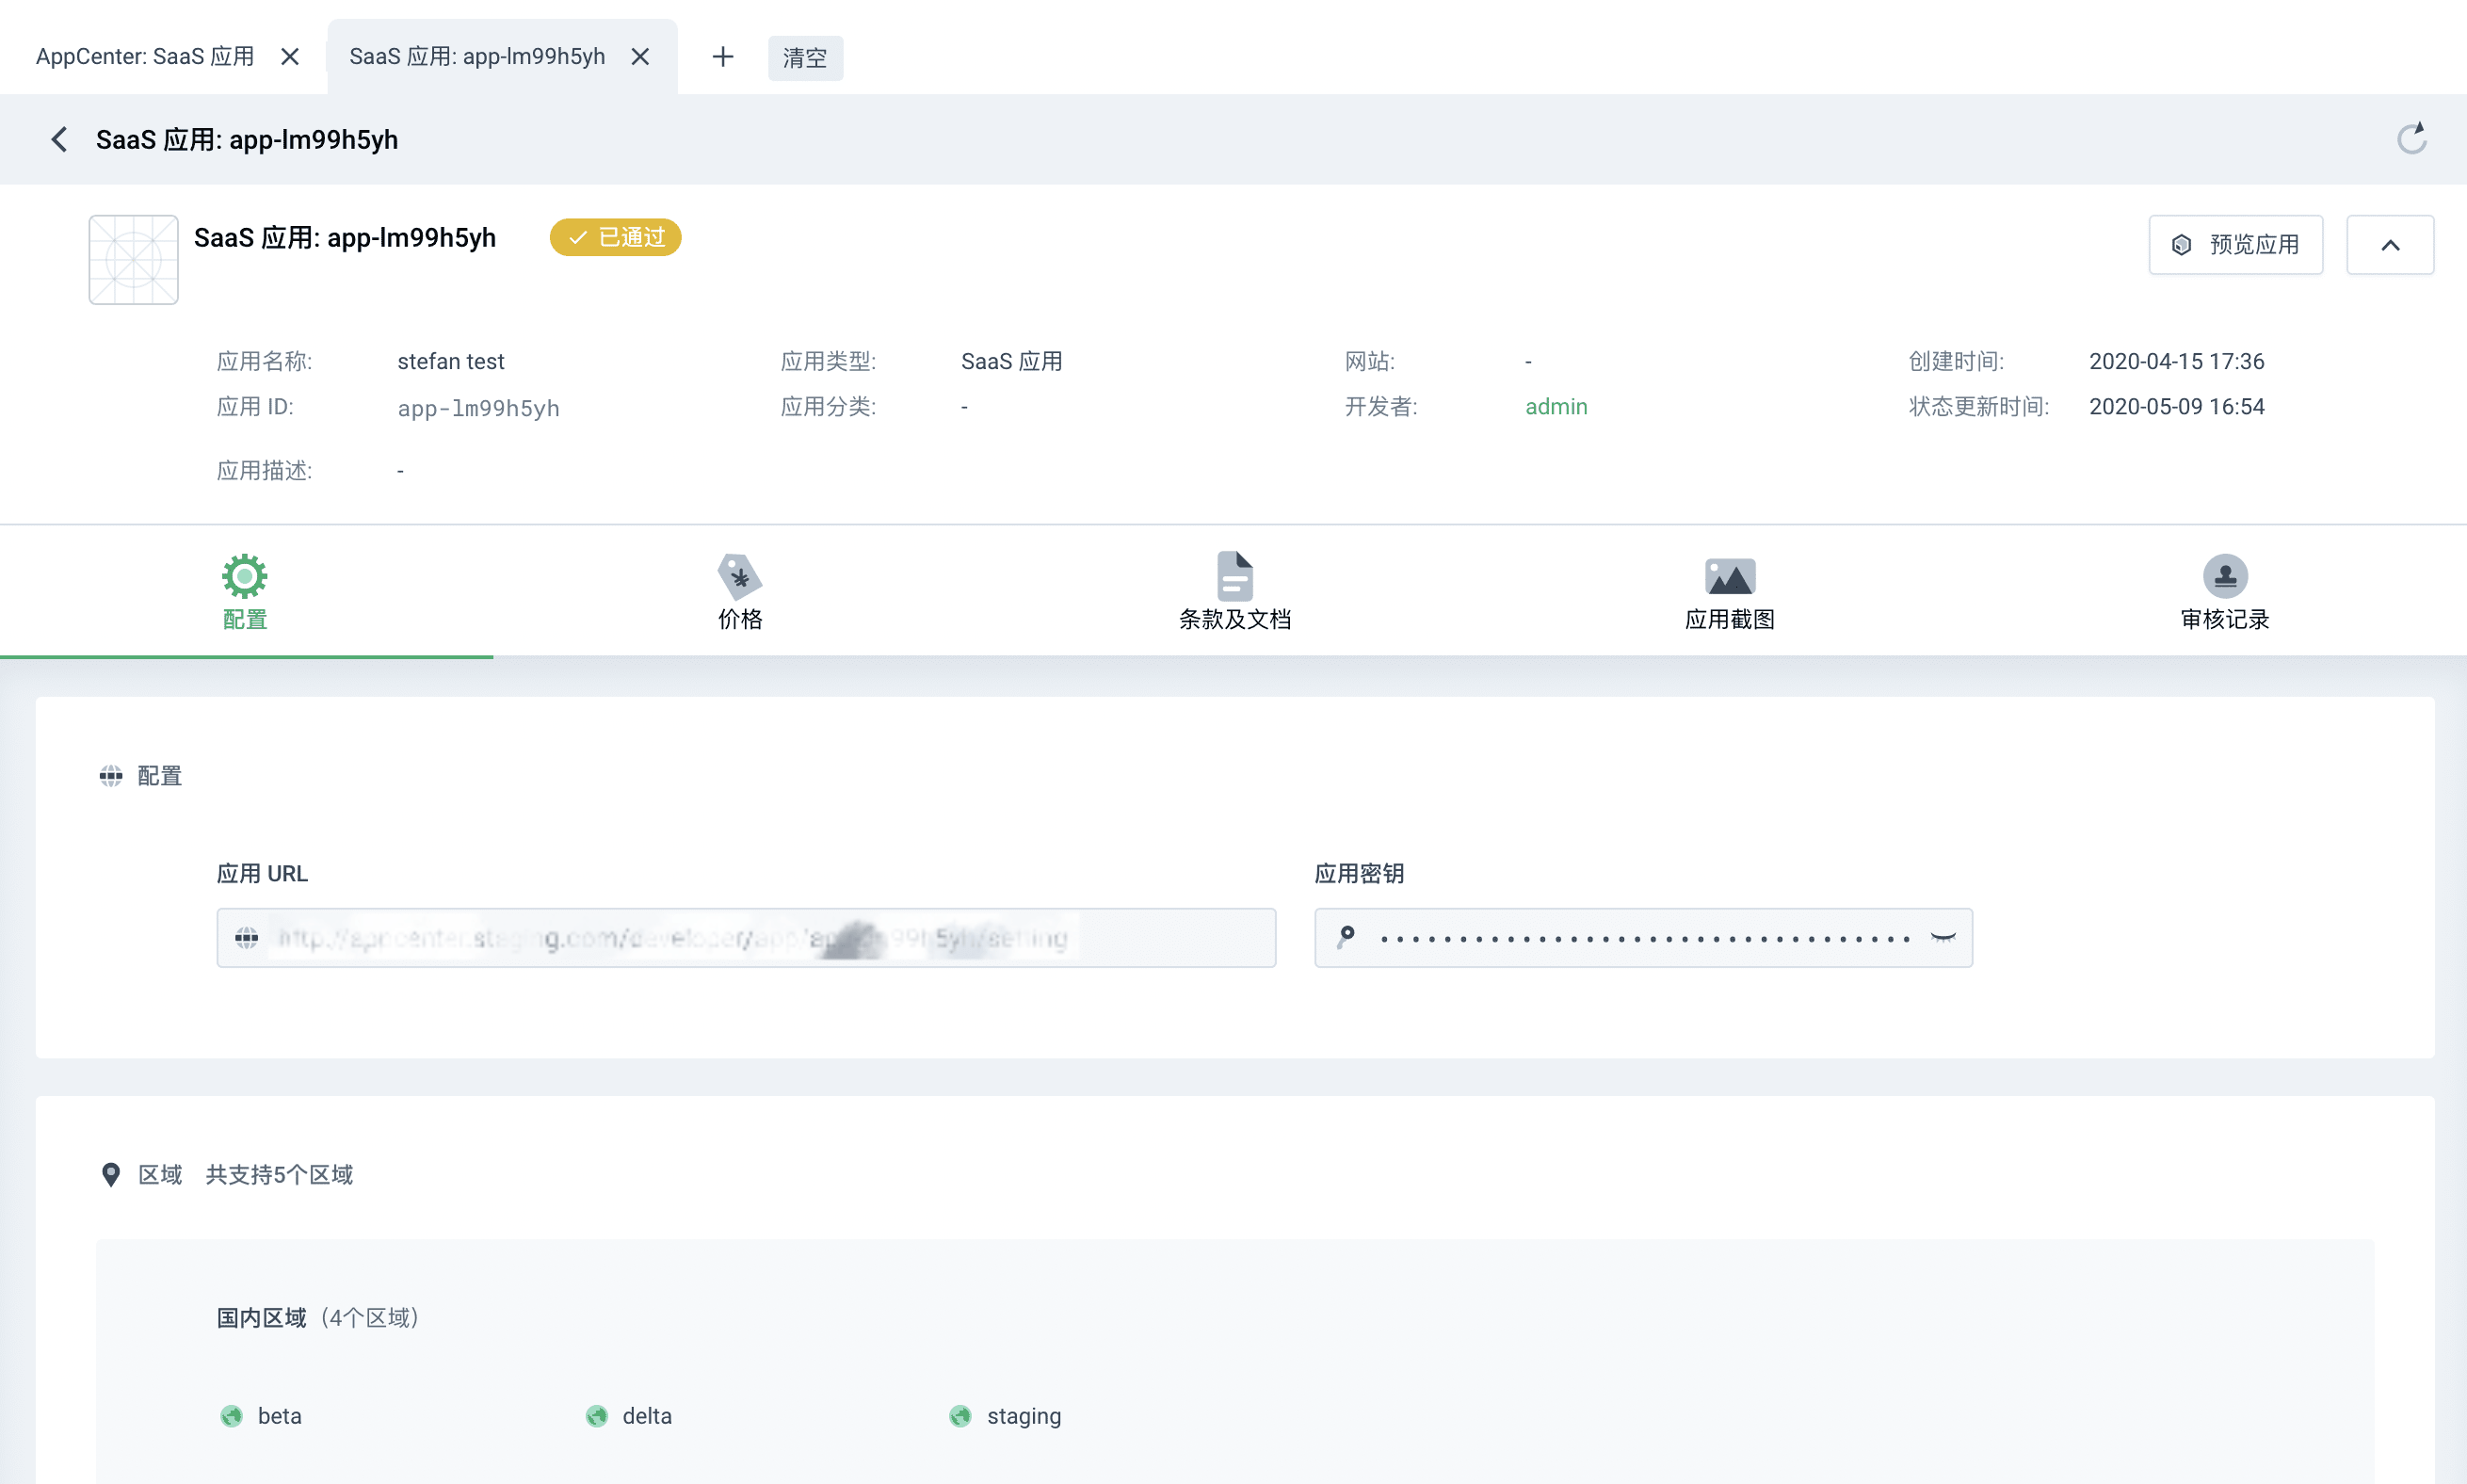 AppCenter: SaaS 应用
SaaS 应用: app-lm99h5yh
清空
SaaS 应用: app-lm99h5yh
SaaS 应用: app-lm99h5yh
已通过
预览应用
应用名称: stefan test
应用类型: SaaS 应用
网站: -
创建时间: 2020-04-15 17:36
应用 ID: app-lm99h5yh
应用分类: -
开发者: admin
状态更新时间: 2020-05-09 16:54
应用描述: -
配置
价格
条款及文档
应用截图
审核记录
配置
应用 URL
应用密钥
区域 共支持5个区域
国内区域（4个区域）
beta
delta
staging